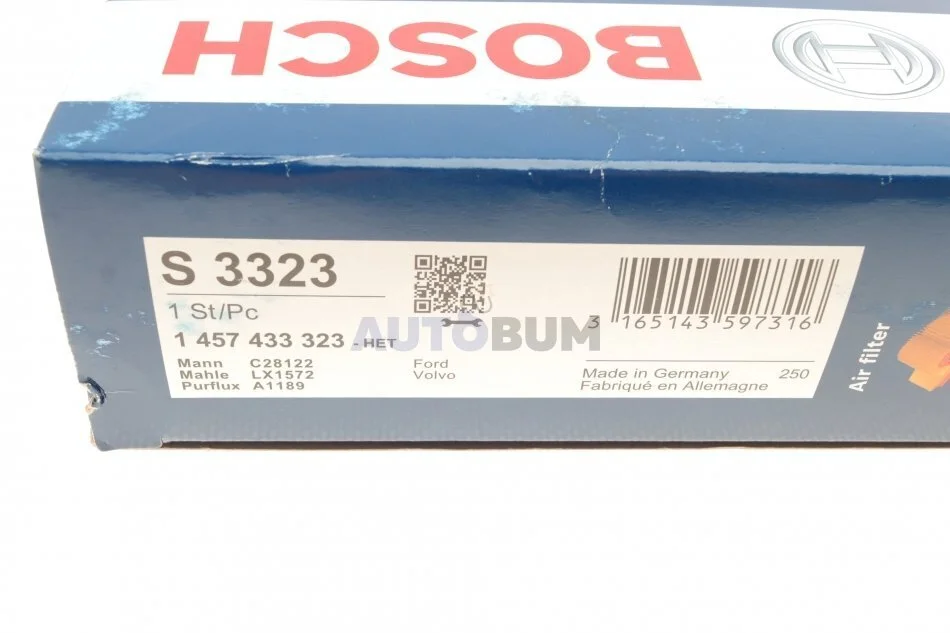 BOSCH
S 3323
1 St/Pc
1 457 433 323 - HET
Mann C28122
Mahle LX1572
Purflux A1189
Ford
Volvo
3 165143 597316
Made in Germany 250
Fabriqué en Allemagne
Air filter
AUTOBUM